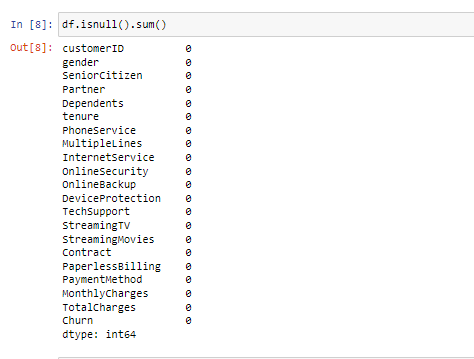 In [8]: df.isnull().sum()
Out[8]: customerID 0
gender 0
SeniorCitizen 0
Partner 0
Dependents 0
tenure 0
PhoneService 0
MultipleLines 0
InternetService 0
OnlineSecurity 0
OnlineBackup 0
DeviceProtection 0
TechSupport 0
StreamingTV 0
StreamingMovies 0
Contract 0
PaperlessBilling 0
PaymentMethod 0
MonthlyCharges 0
TotalCharges 0
Churn 0
dtype: int64